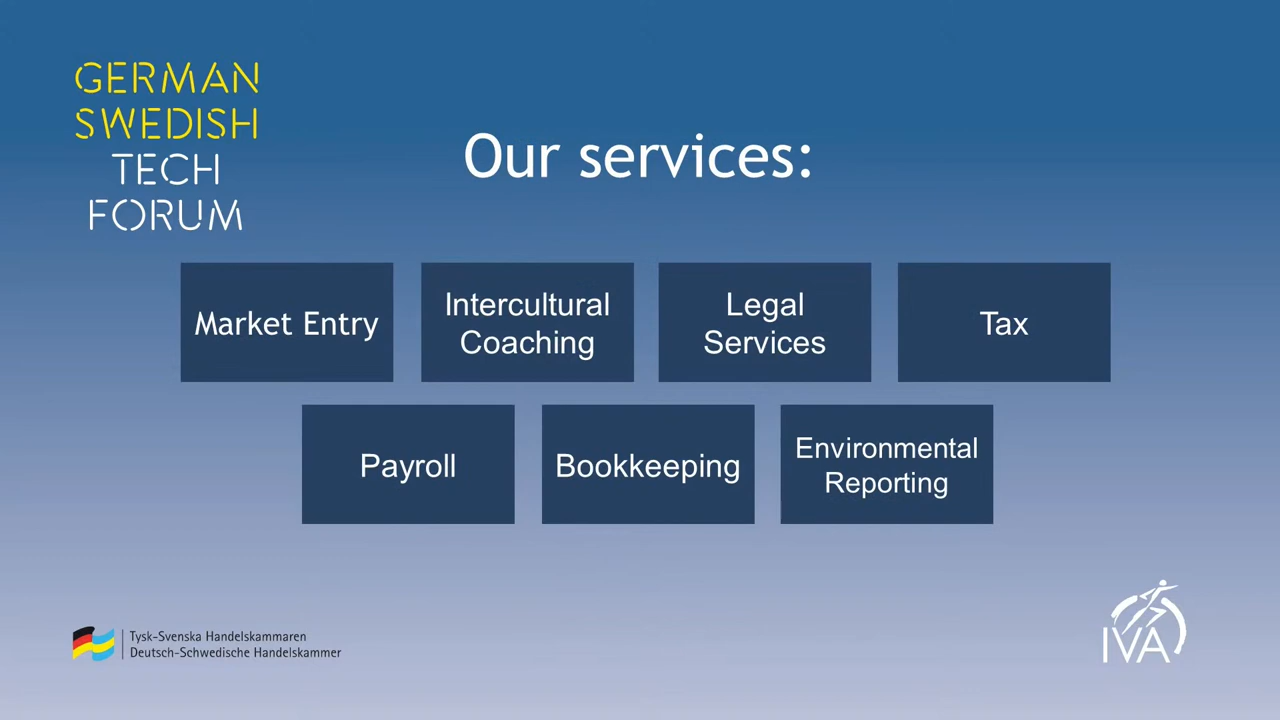 GERMAN
SWEDISH
TECH
FORUM
Our services:
Market Entry
Intercultural
Coaching
Legal
Services
Tax
Payroll
Bookkeeping
Environmental
Reporting
Tysk-Svenska Handelskammaren
Deutsch-Schwedische Handelskammer
IVA